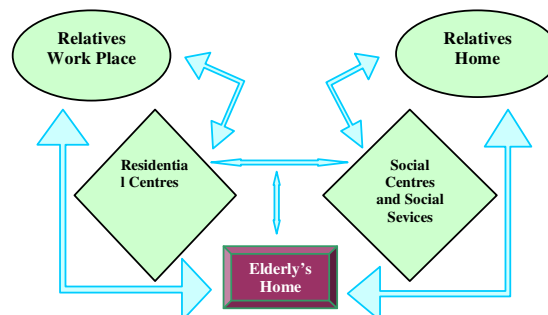 Relatives
Work Place
Relatives
Home
Residentia
l Centres
Social
Centres
and Social
Sevices
Elderly's
Home